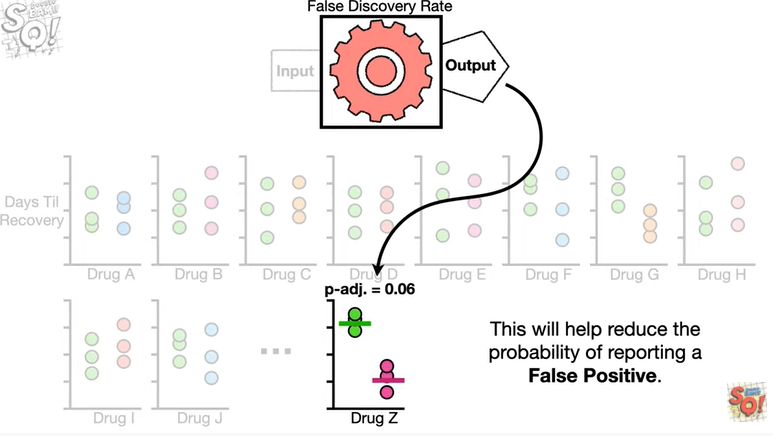 False Discovery Rate
Input
Output
Days Til
Recovery
Drug A
Drug B
Drug C
Drug D
Drug E
Drug F
Drug G
Drug H
p-adj. = 0.06
Drug I
Drug J
...
Drug Z
This will help reduce the
probability of reporting a
False Positive.
SQ!